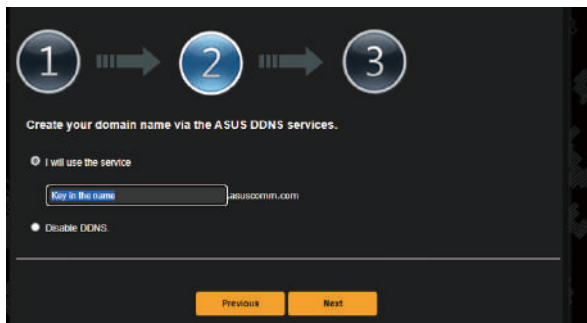 1 2 3
Create your domain name via the ASUS DDNS services.
I will use the service
Key in the name .asuscomm.com
Disable DDNS.
Previous Next